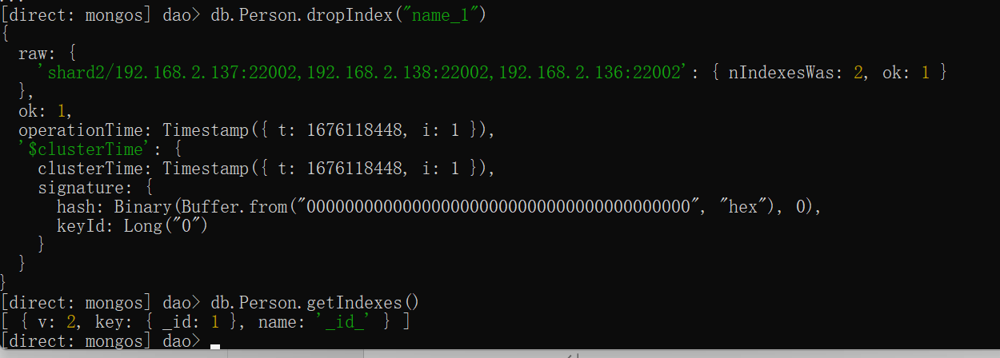 [direct: mongos] dao> db.Person.dropIndex("name_1")
{
  raw: {
    'shard2/192.168.2.137:22002,192.168.2.138:22002,192.168.2.136:22002': { nIndexesWas: 2, ok: 1 }
  },
  ok: 1,
  operationTime: Timestamp({ t: 1676118448, i: 1 }),
  '$clusterTime': {
    clusterTime: Timestamp({ t: 1676118448, i: 1 }),
    signature: {
      hash: Binary(Buffer.from("0000000000000000000000000000000000000000", "hex"), 0),
      keyId: Long("0")
    }
  }
}
[direct: mongos] dao> db.Person.getIndexes()
[ { v: 2, key: { _id: 1 }, name: '_id_' } ]
[direct: mongos] dao>